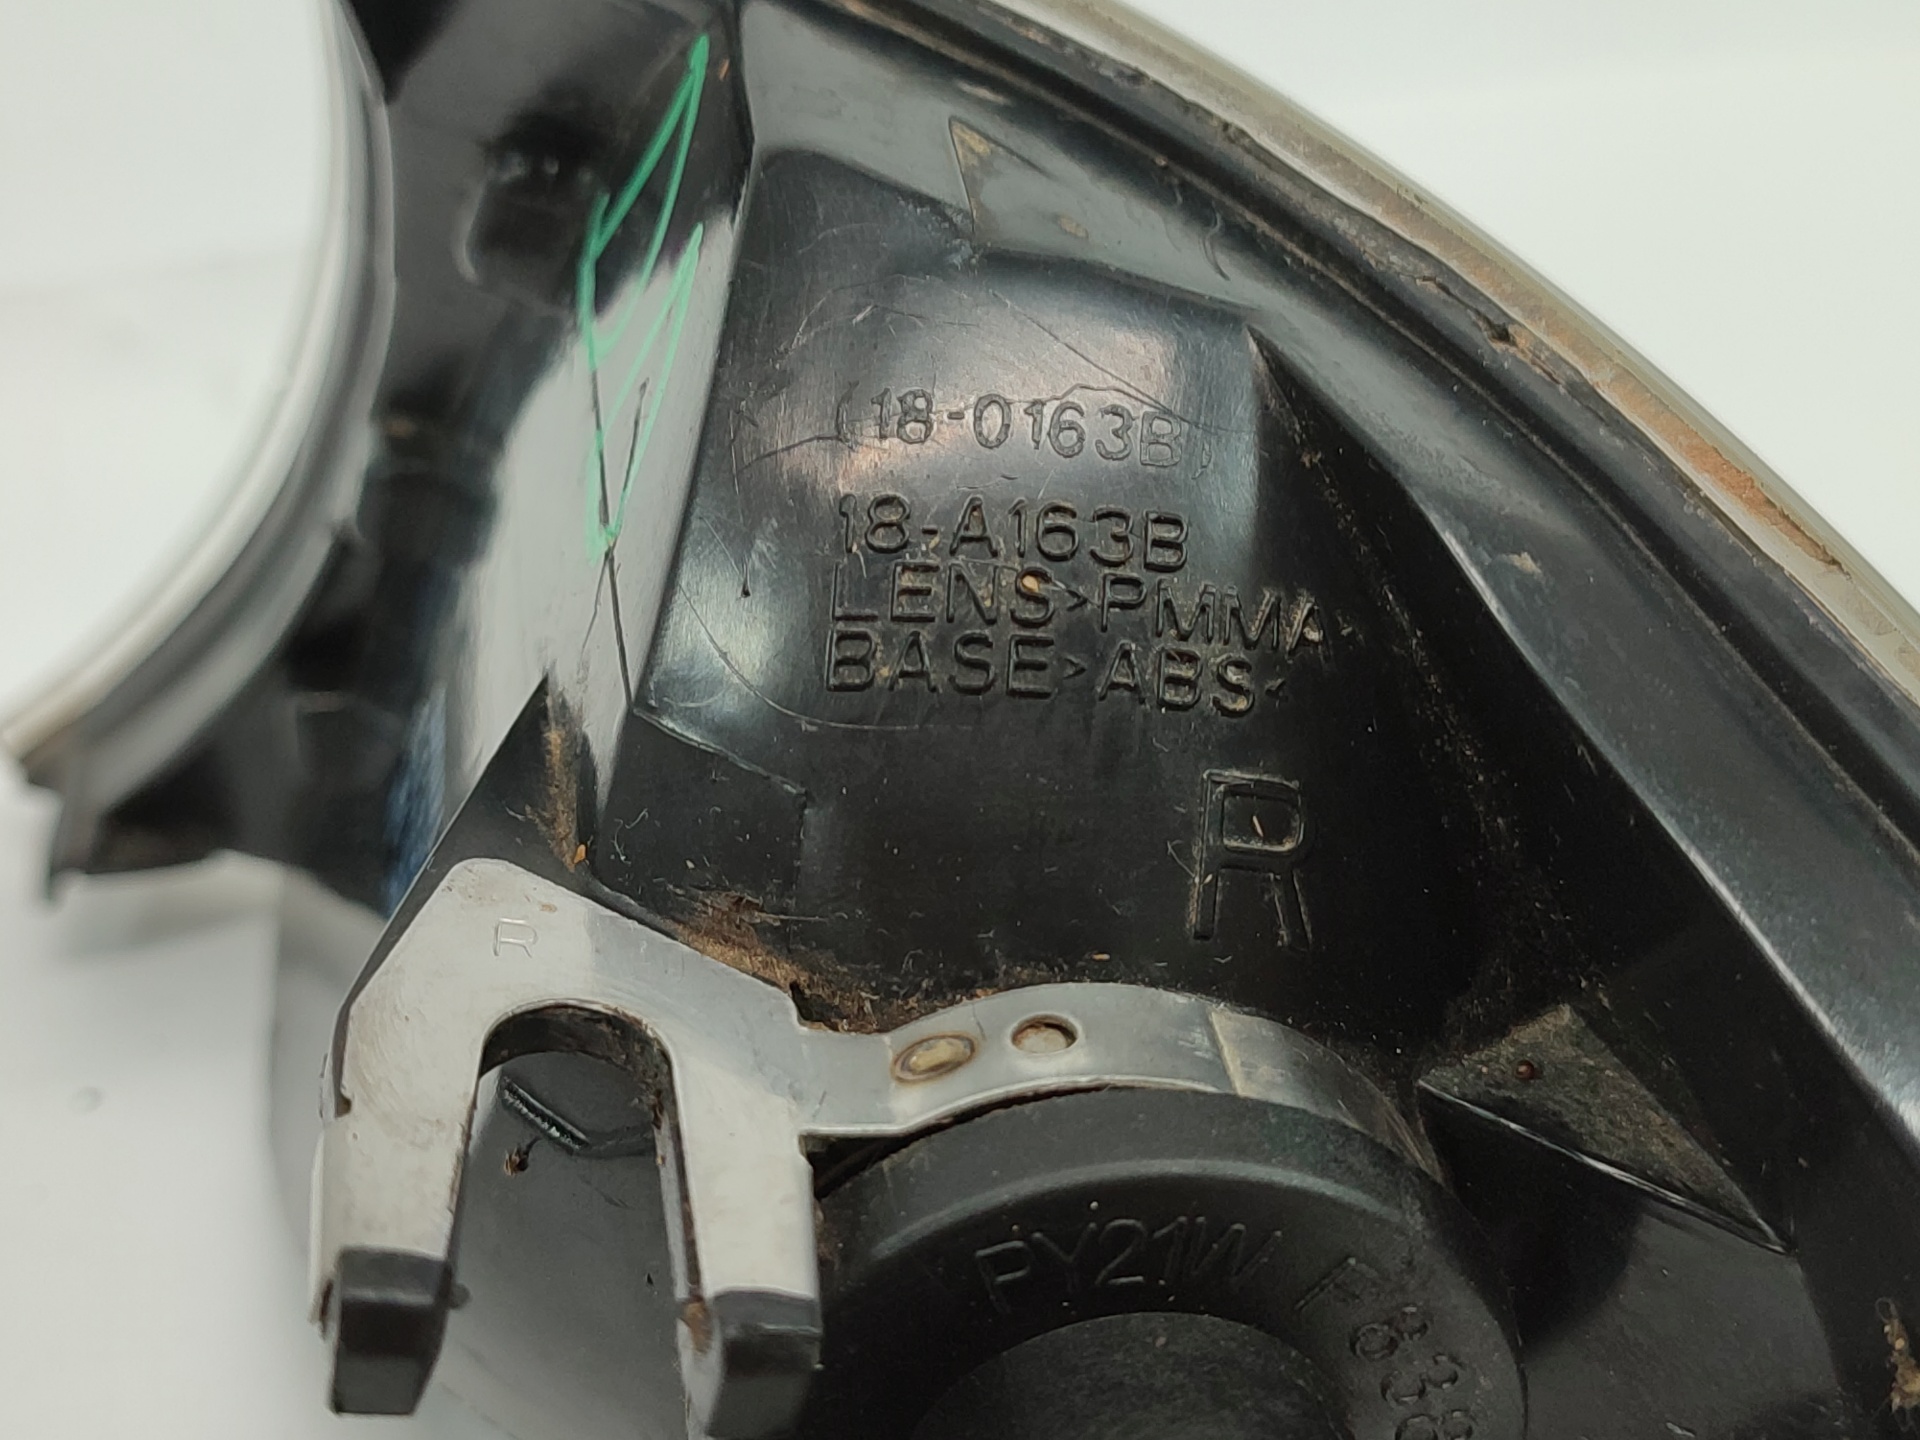 (18-0163B)
18-A163B
LENS>PMMA
BASE>ABS<
R
R
PY21W